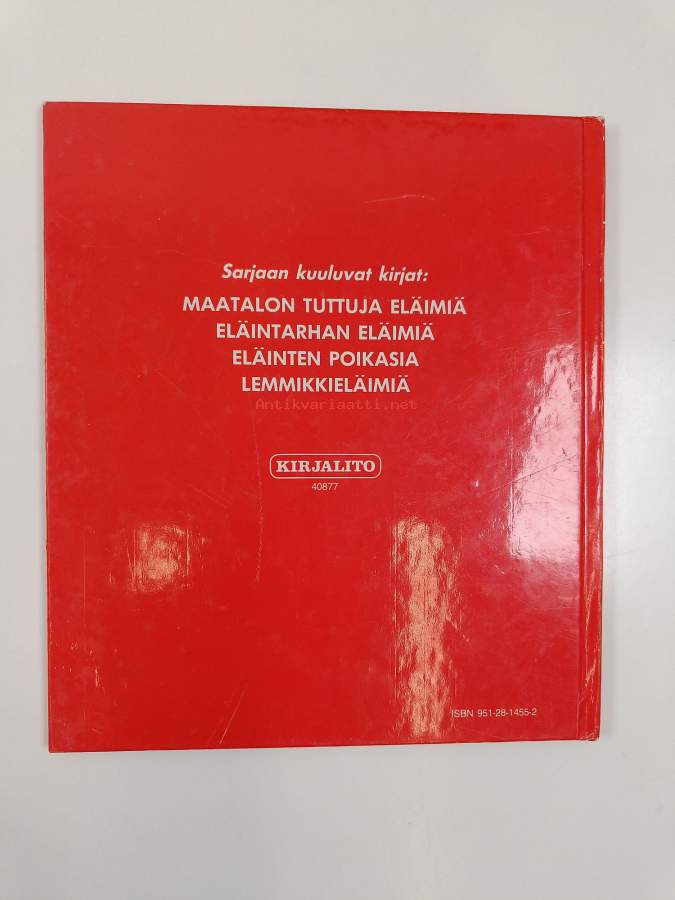 Sarjaan kuuluvat kirjat:
MAATALON TUTTUJA ELÄIMIÄ
ELÄINTARHAN ELÄIMIÄ
ELÄINTEN POIKASIA
LEMMIKKIELÄIMIÄ
Antikvariaatti.net
KIRJALITO
40877
ISBN 951-28-1455-2